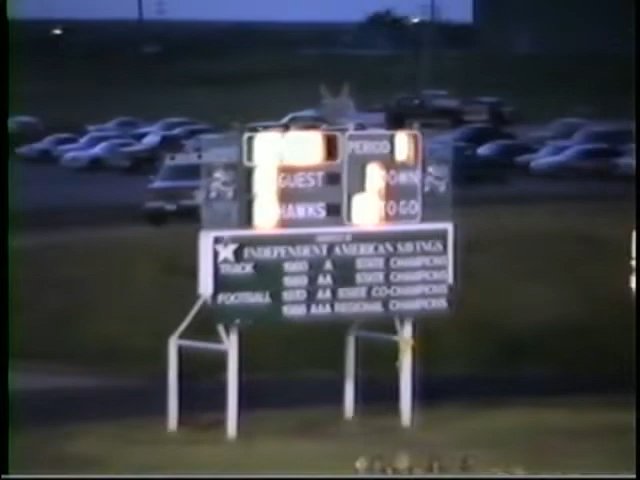 PERIOD
GUEST DOWN
HAWKS TO GO
INDEPENDENT AMERICAN SAVINGS
TRACK A STATE CHAMPIONS
AA STATE CHAMPIONS
FOOTBALL AA STATE CO-CHAMPIONS
AAA REGIONAL CHAMPIONS